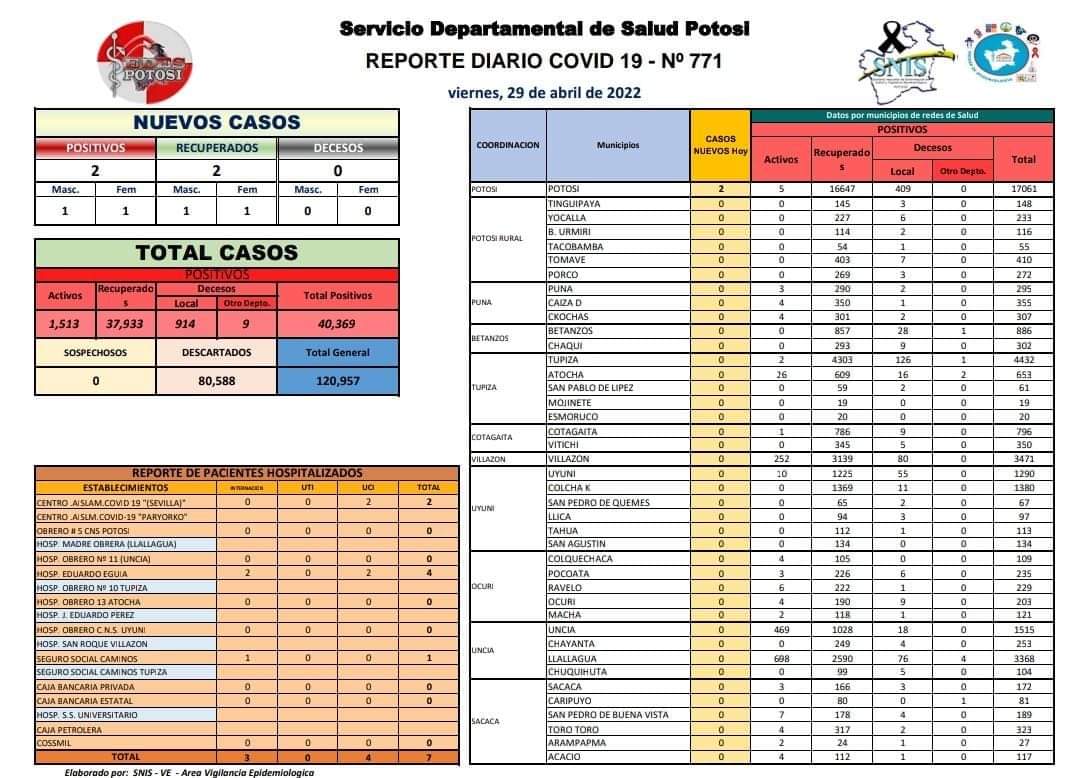 Servicio Departamental de Salud Potosi
REPORTE DIARIO COVID 19 - Nº 771
viernes, 29 de abril de 2022
POTOSI
SNIS
NUEVOS CASOS
POSITIVOS RECUPERADOS DECESOS
2 2 0
Masc. Fem Masc. Fem Masc. Fem
1 1 1 1 0 0
TOTAL CASOS
POSITIVOS
Activos Recuperados Decesos Total Positivos
Local Otro Depto.
1,513 37,933 914 9 40,369
SOSPECHOSOS DESCARTADOS Total General
0 80,588 120,957
REPORTE DE PACIENTES HOSPITALIZADOS
ESTABLECIMIENTOS INTERNACION UTI UCI TOTAL
CENTRO .AISLAM.COVID 19 "(SEVILLA)" 0 0 2 2
CENTRO .AISLM.COVID-19 "PARYORKO"
OBRERO # 5 CNS POTOSI 0 0 0 0
HOSP. MADRE OBRERA (LLALLAGUA)
HOSP. OBRERO Nº 11 (UNCIA) 0 0 0 0
HOSP. EDUARDO EGUIA 2 0 2 4
HOSP. OBRERO Nº 10 TUPIZA
HOSP. OBRERO 13 ATOCHA 0 0 0 0
HOSP. J. EDUARDO PEREZ
HOSP. OBRERO C.N.S. UYUNI 0 0 0 0
HOSP. SAN ROQUE VILLAZON
SEGURO SOCIAL CAMINOS 1 0 0 1
SEGURO SOCIAL CAMINOS TUPIZA
CAJA BANCARIA PRIVADA 0 0 0 0
CAJA BANCARIA ESTATAL 0 0 0 0
HOSP. S.S. UNIVERSITARIO
CAJA PETROLERA
COSSMIL 0 0 0 0
TOTAL 3 0 4 7
Elaborado por: SNIS - VE - Area Vigilancia Epidemiologica
COORDINACION Municipios CASOS NUEVOS Hoy Datos por municipios de redes de Salud
POSITIVOS
Activos Recuperados Decesos Total
Local Otro Depto.
POTOSI POTOSI 2 5 16647 409 0 17061
POTOSI RURAL TINGUIPAYA 0 0 145 3 0 148
YOCALLA 0 0 227 6 0 233
B. URMIRI 0 0 114 2 0 116
TACOBAMBA 0 0 54 1 0 55
TOMAVE 0 0 403 7 0 410
PORCO 0 0 269 3 0 272
PUNA PUNA 0 3 290 2 0 295
CAIZA D 0 4 350 1 0 355
CKOCHAS 0 4 301 2 0 307
BETANZOS BETANZOS 0 0 857 28 1 886
CHAQUI 0 0 293 9 0 302
TUPIZA TUPIZA 0 2 4303 126 1 4432
ATOCHA 0 26 609 16 2 653
SAN PABLO DE LIPEZ 0 0 59 2 0 61
MOJINETE 0 0 19 0 0 19
ESMORUCO 0 0 20 0 0 20
COTAGAITA COTAGAITA 0 1 786 9 0 796
VITICHI 0 0 345 5 0 350
VILLAZON VILLAZON 0 252 3139 80 0 3471
UYUNI UYUNI 0 10 1225 55 0 1290
COLCHA K 0 0 1369 11 0 1380
SAN PEDRO DE QUEMES 0 0 65 2 0 67
LLICA 0 0 94 3 0 97
TAHUA 0 0 112 1 0 113
SAN AGUSTIN 0 0 134 0 0 134
OCURI COLQUECHACA 0 4 105 0 0 109
POCOATA 0 3 226 6 0 235
RAVELO 0 6 222 1 0 229
OCURI 0 4 190 9 0 203
MACHA 0 2 118 1 0 121
UNCIA UNCIA 0 469 1028 18 0 1515
CHAYANTA 0 0 249 4 0 253
LLALLAGUA 0 698 2590 76 4 3368
CHUQUIHUTA 0 0 99 5 0 104
SACACA SACACA 0 3 166 3 0 172
CARIPUYO 0 0 80 0 1 81
SAN PEDRO DE BUENA VISTA 0 7 178 4 0 189
TORO TORO 0 4 317 2 0 323
ARAMPAPMA 0 2 24 1 0 27
ACACIO 0 4 112 1 0 117